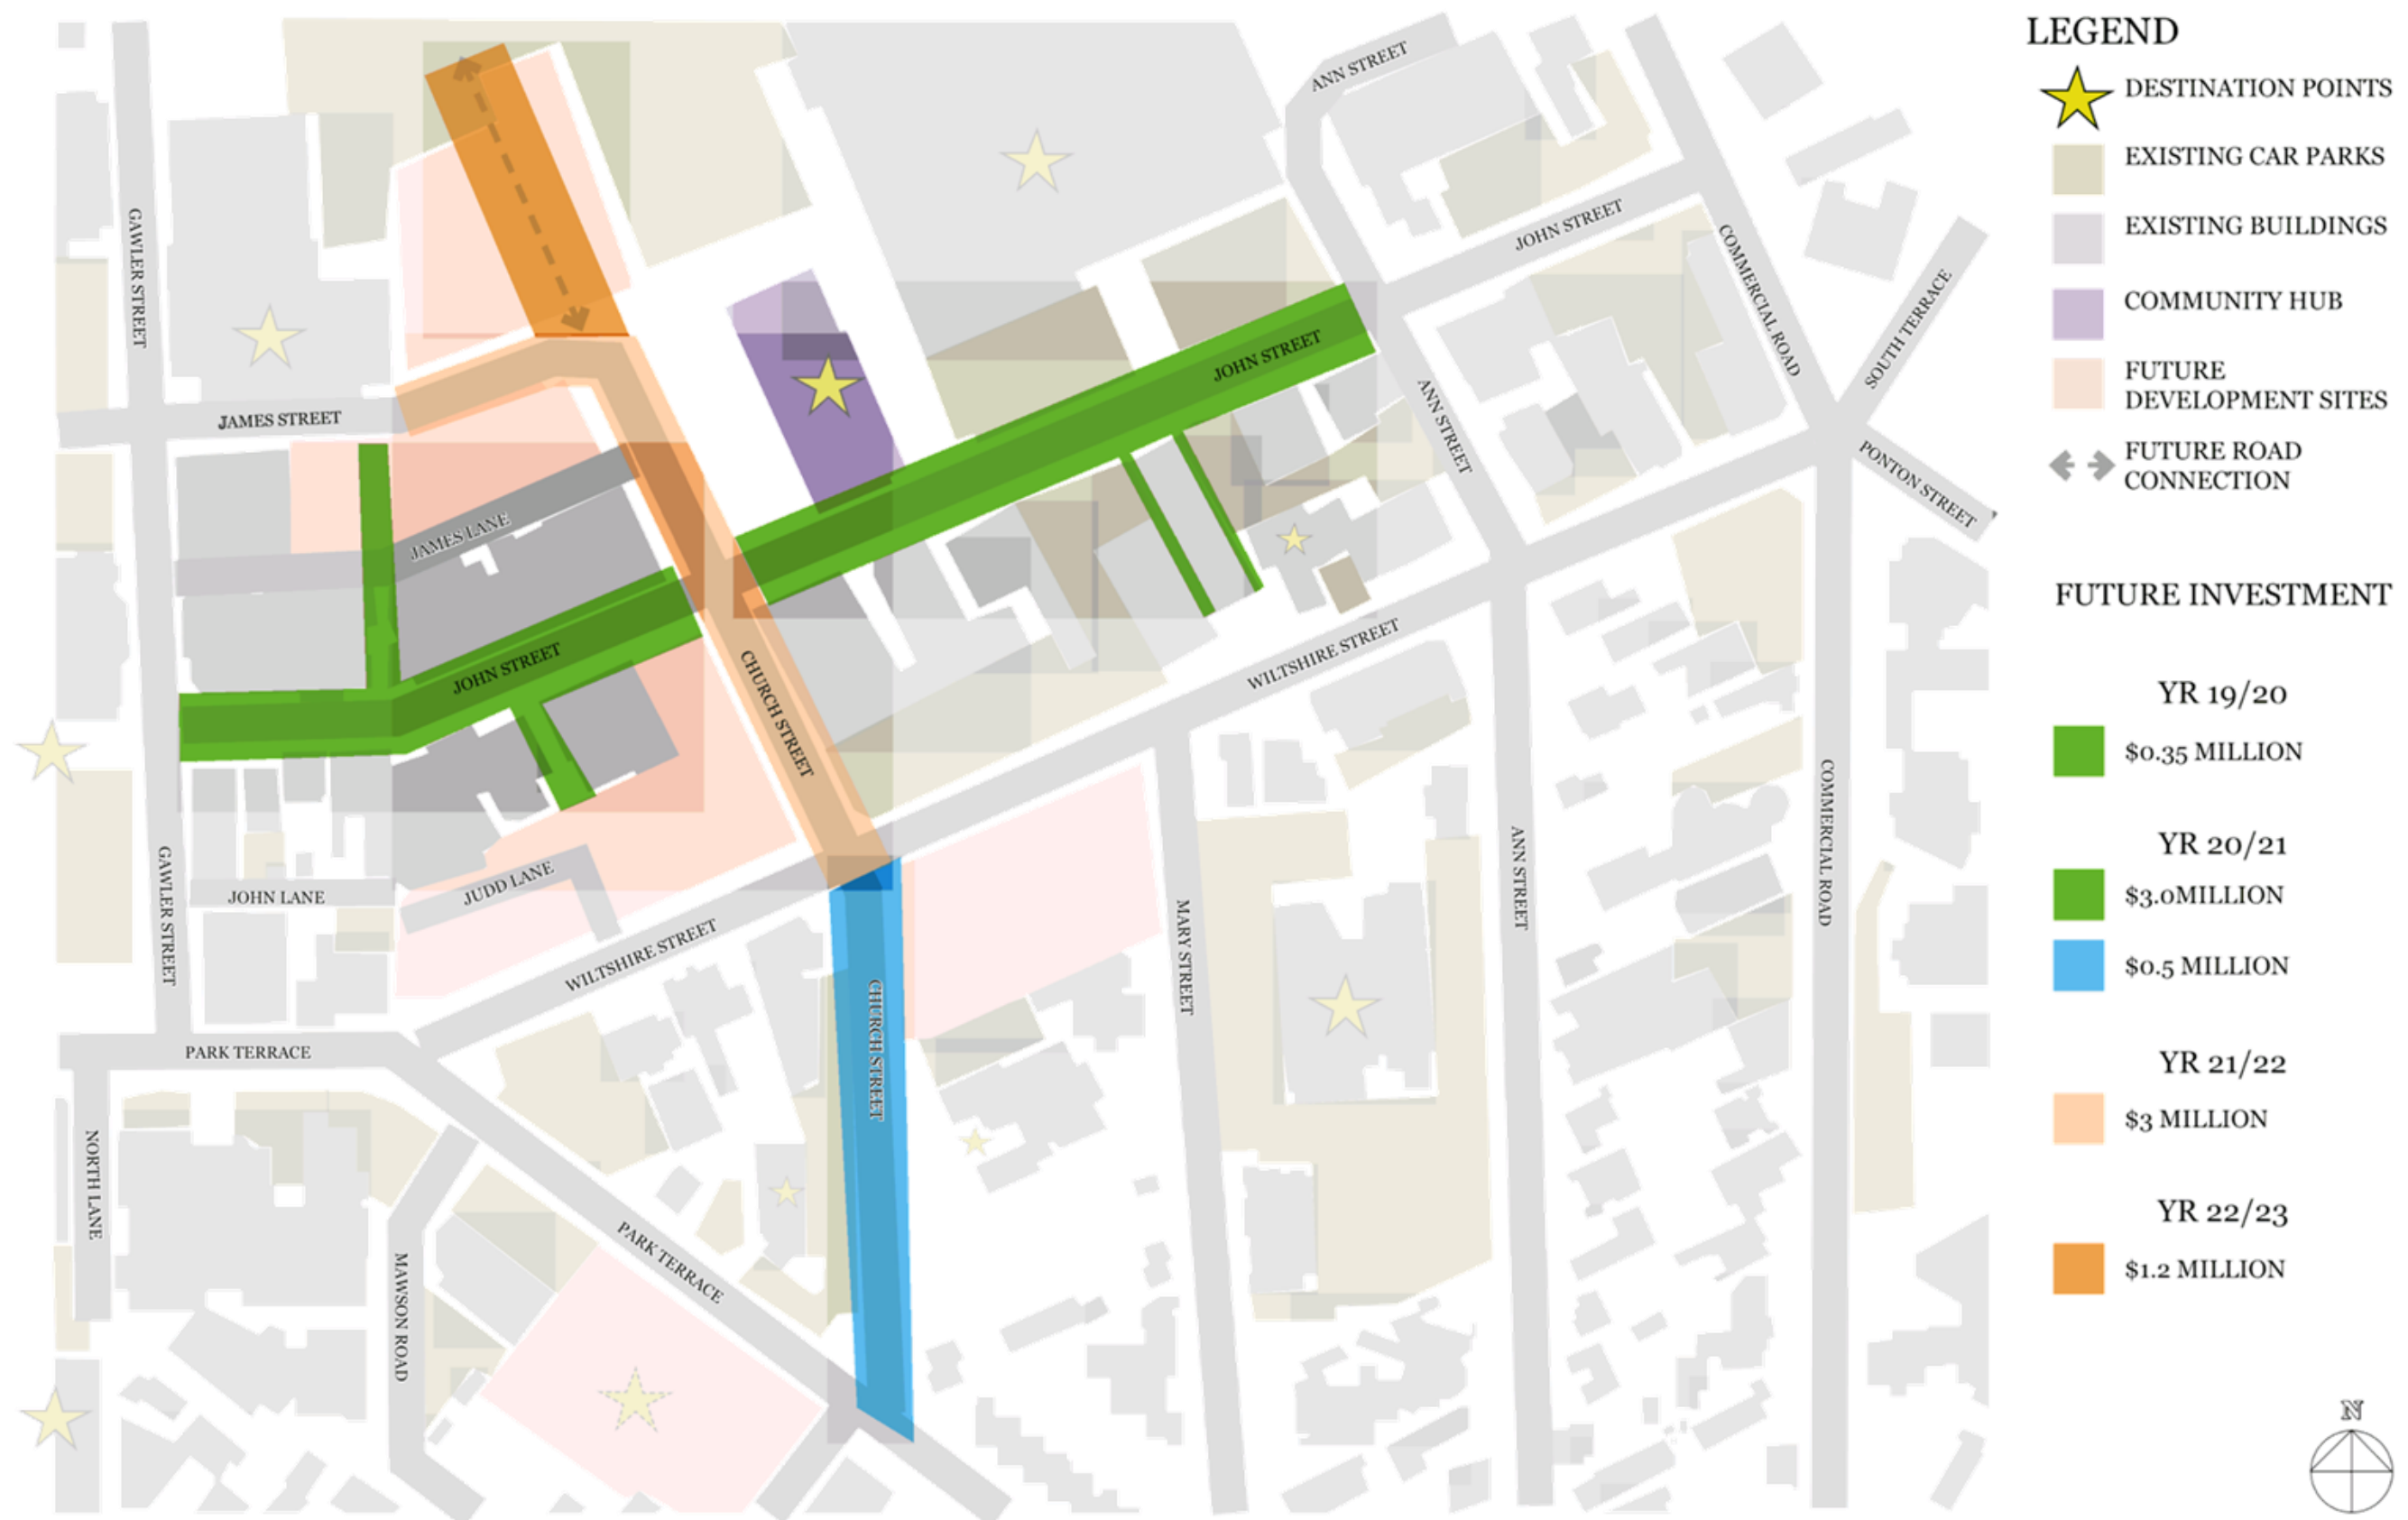 LEGEND
DESTINATION POINTS
EXISTING CAR PARKS
EXISTING BUILDINGS
COMMUNITY HUB
FUTURE
DEVELOPMENT SITES
FUTURE ROAD
CONNECTION
FUTURE INVESTMENT
YR 19/20
$0.35 MILLION
YR 20/21
$3.0MILLION
$0.5 MILLION
YR 21/22
$3 MILLION
YR 22/23
$1.2 MILLION
N
ANN STREET
JOHN STREET
GAWLER STREET
COMMERCIAL ROAD
SOUTH TERRACE
JOHN STREET
JAMES STREET
ANN STREET
PONTON STREET
JAMES LANE
JOHN STREET
WILTSHIRE STREET
CHURCH STREET
GAWLER STREET
COMMERCIAL ROAD
ANN STREET
JOHN LANE
JUDD LANE
MARY STREET
WILTSHIRE STREET
CHURCH STREET
PARK TERRACE
NORTH LANE
PARK TERRACE
MAWSON ROAD